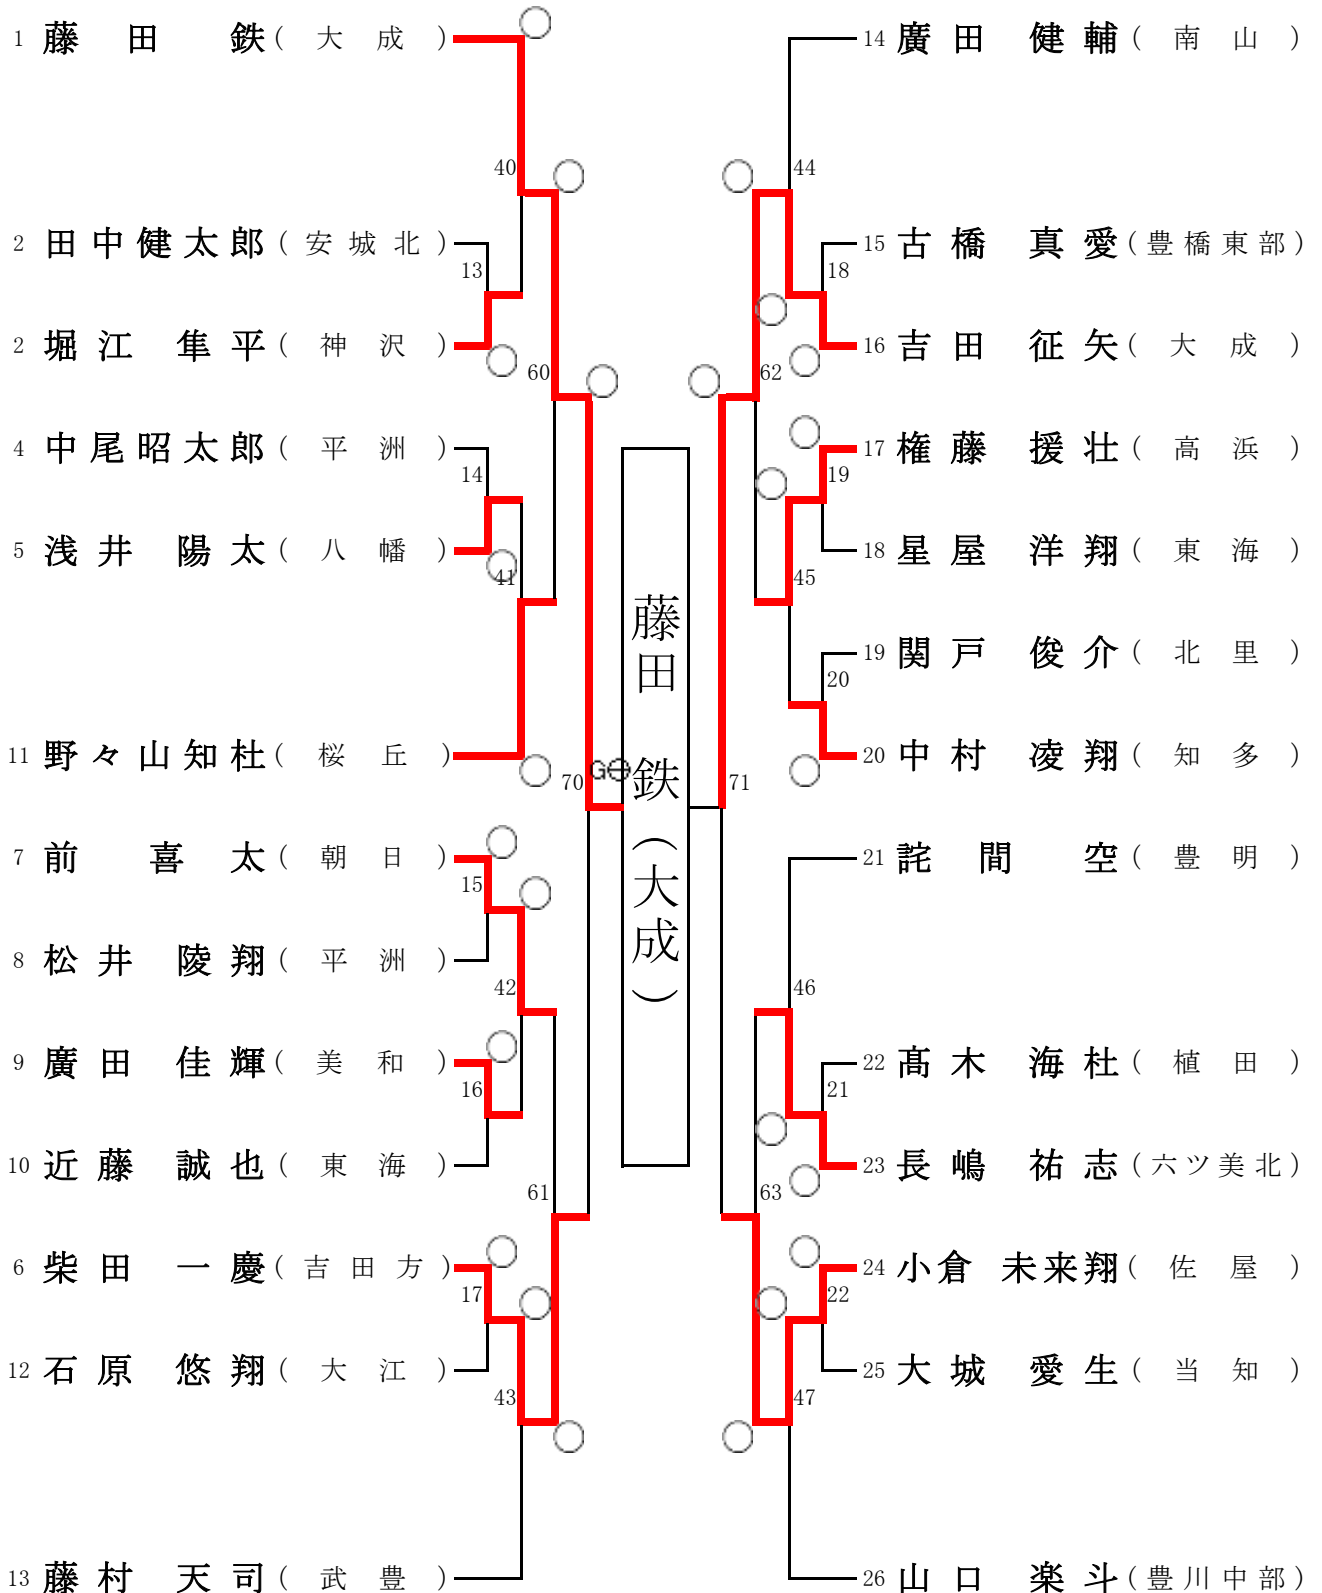 1 藤田 鉄 (大成)
40
2 田中健太郎 (安城北)
13
2 堀江 隼平 (神沢)
60
4 中尾昭太郎 (平洲)
14
5 浅井 陽太 (八幡)
41
11 野々山知杜 (桜丘)
70
7 前 喜太 (朝日)
15
8 松井 陵翔 (平洲)
42
9 廣田 佳輝 (美和)
16
10 近藤 誠也 (東海)
61
6 柴田 一慶 (吉田方)
17
12 石原 悠翔 (大江)
43
13 藤村 天司 (武豊)
藤田 鉄(大成)
G
14 廣田 健輔 (南山)
44
15 古橋 真愛 (豊橋東部)
18
16 吉田 征矢 (大成)
62
17 権藤 援壮 (高浜)
19
18 星屋 洋翔 (東海)
45
19 関戸 俊介 (北里)
20
20 中村 凌翔 (知多)
71
21 詫間 空 (豊明)
46
22 髙木 海杜 (植田)
21
23 長嶋 祐志 (六ツ美北)
63
24 小倉 未来翔 (佐屋)
22
25 大城 愛生 (当知)
47
26 山口 楽斗 (豊川中部)